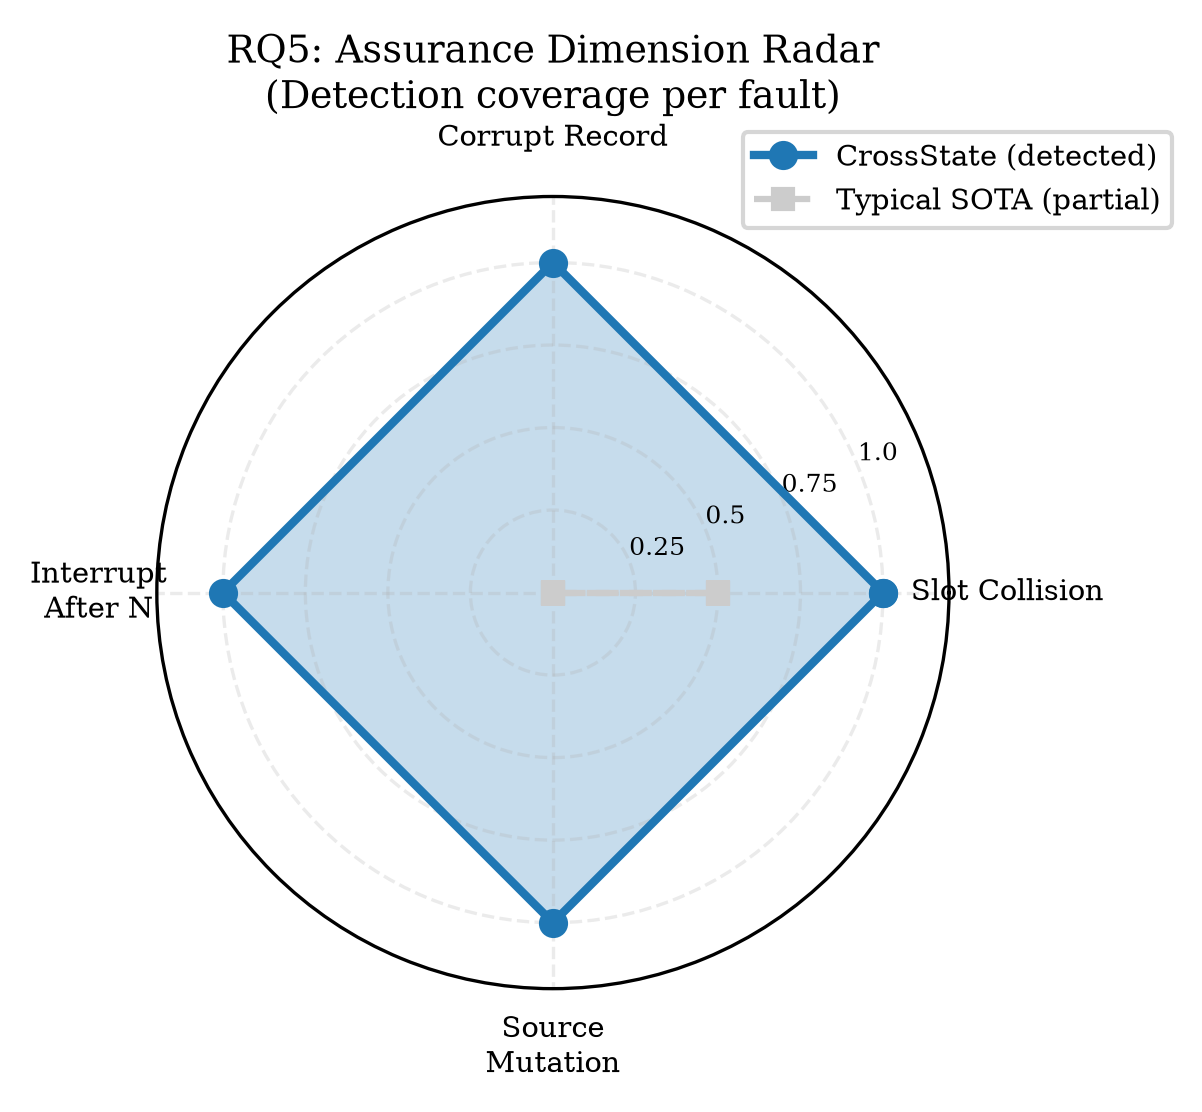 RQ5: Assurance Dimension Radar
(Detection coverage per fault)
Corrupt Record
CrossState (detected)
Typical SOTA (partial)
1.0
0.75
0.5
0.25
Interrupt
After N
Slot Collision
Source
Mutation